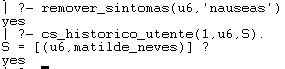 | ?- remover_sintomas(u6,'nauseas')
yes
| ?- cs_historico_utente(1,u6,S).
S = [(u6,matilde_neves)] ?
yes